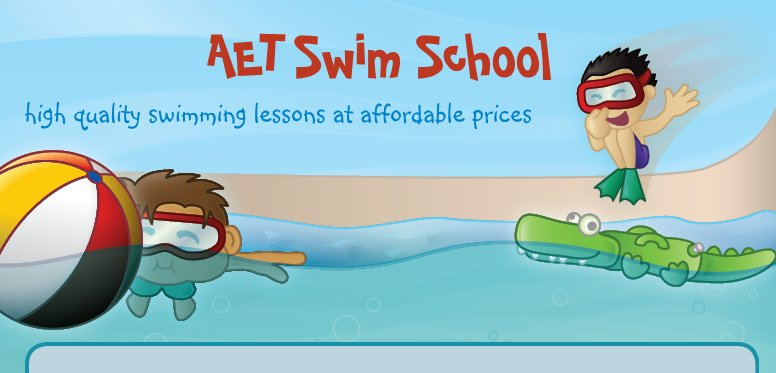 AET Swim School
high quality swimming lessons at affordable prices